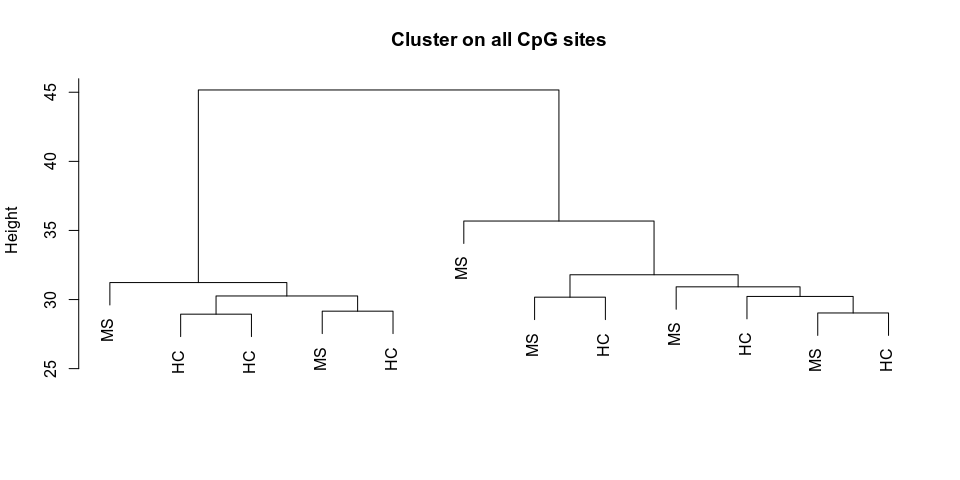 Cluster on all CpG sites
Height
45
40
35
30
25
MS
HC
HC
MS
HC
MS
MS
HC
MS
HC
MS
HC